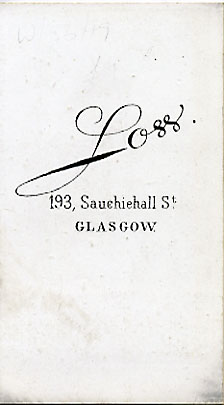 Loss.
193, Sauchiehall St.
GLASGOW.